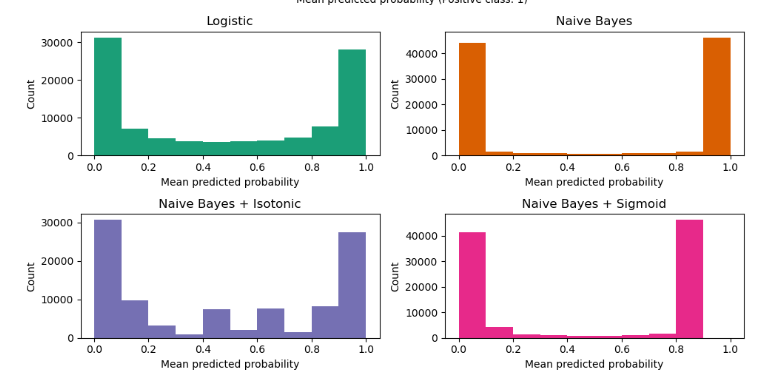 Mean predicted probability (Positive class: 1)
Logistic
Naive Bayes
30000
20000
10000
0
Count
0.0 0.2 0.4 0.6 0.8 1.0
Mean predicted probability
40000
30000
20000
10000
0
Count
0.0 0.2 0.4 0.6 0.8 1.0
Mean predicted probability
Naive Bayes + Isotonic
Naive Bayes + Sigmoid
30000
20000
10000
0
Count
0.0 0.2 0.4 0.6 0.8 1.0
Mean predicted probability
40000
30000
20000
10000
0
Count
0.0 0.2 0.4 0.6 0.8 1.0
Mean predicted probability